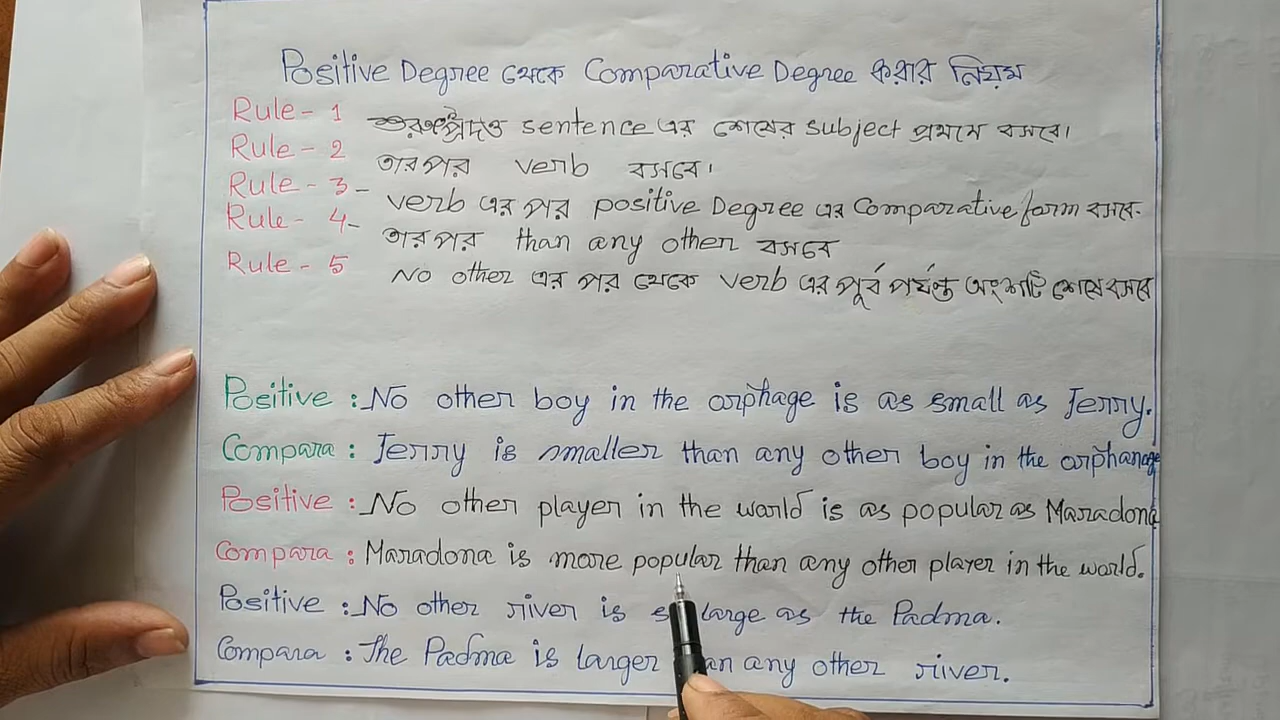 Positive Degree থেকে Comparative Degree করার নিয়ম
Rule - 1 প্রদত্ত sentence এর শেষের subject প্রথমে বসবে।
Rule - 2 তারপর verb বসবে।
Rule - 3 - verb এর পর positive Degree এর Comparative form বসবে.
Rule - 4 - তারপর than any other বসবে
Rule - 5 No other এর পর থেকে verb এর পূর্ব পর্যন্ত অংশটি শেষে বসবে
Positive : No other boy in the orphage is as small as Jerry.
Compara : Jerry is smaller than any other boy in the orphanage
Positive : No other player in the world is as popular as Maradona
Compara : Maradona is more popular than any other player in the world.
Positive : No other river is large as the Padma.
Compara : The Padma is larger any other river.